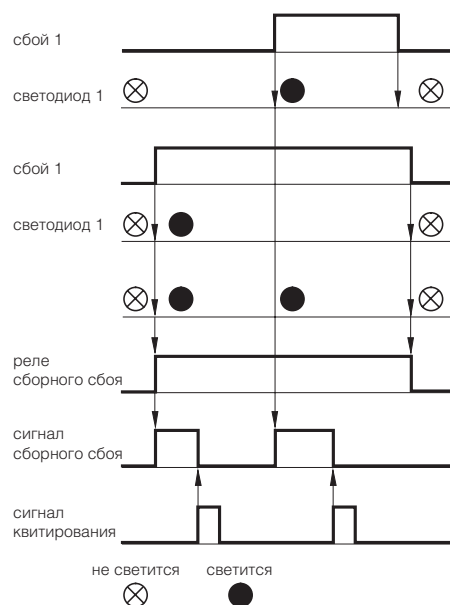 сбой 1
светодиод 1
сбой 1
светодиод 1
реле
сборного сбоя
сигнал
сборного сбоя
сигнал
квитирования
не светится светится